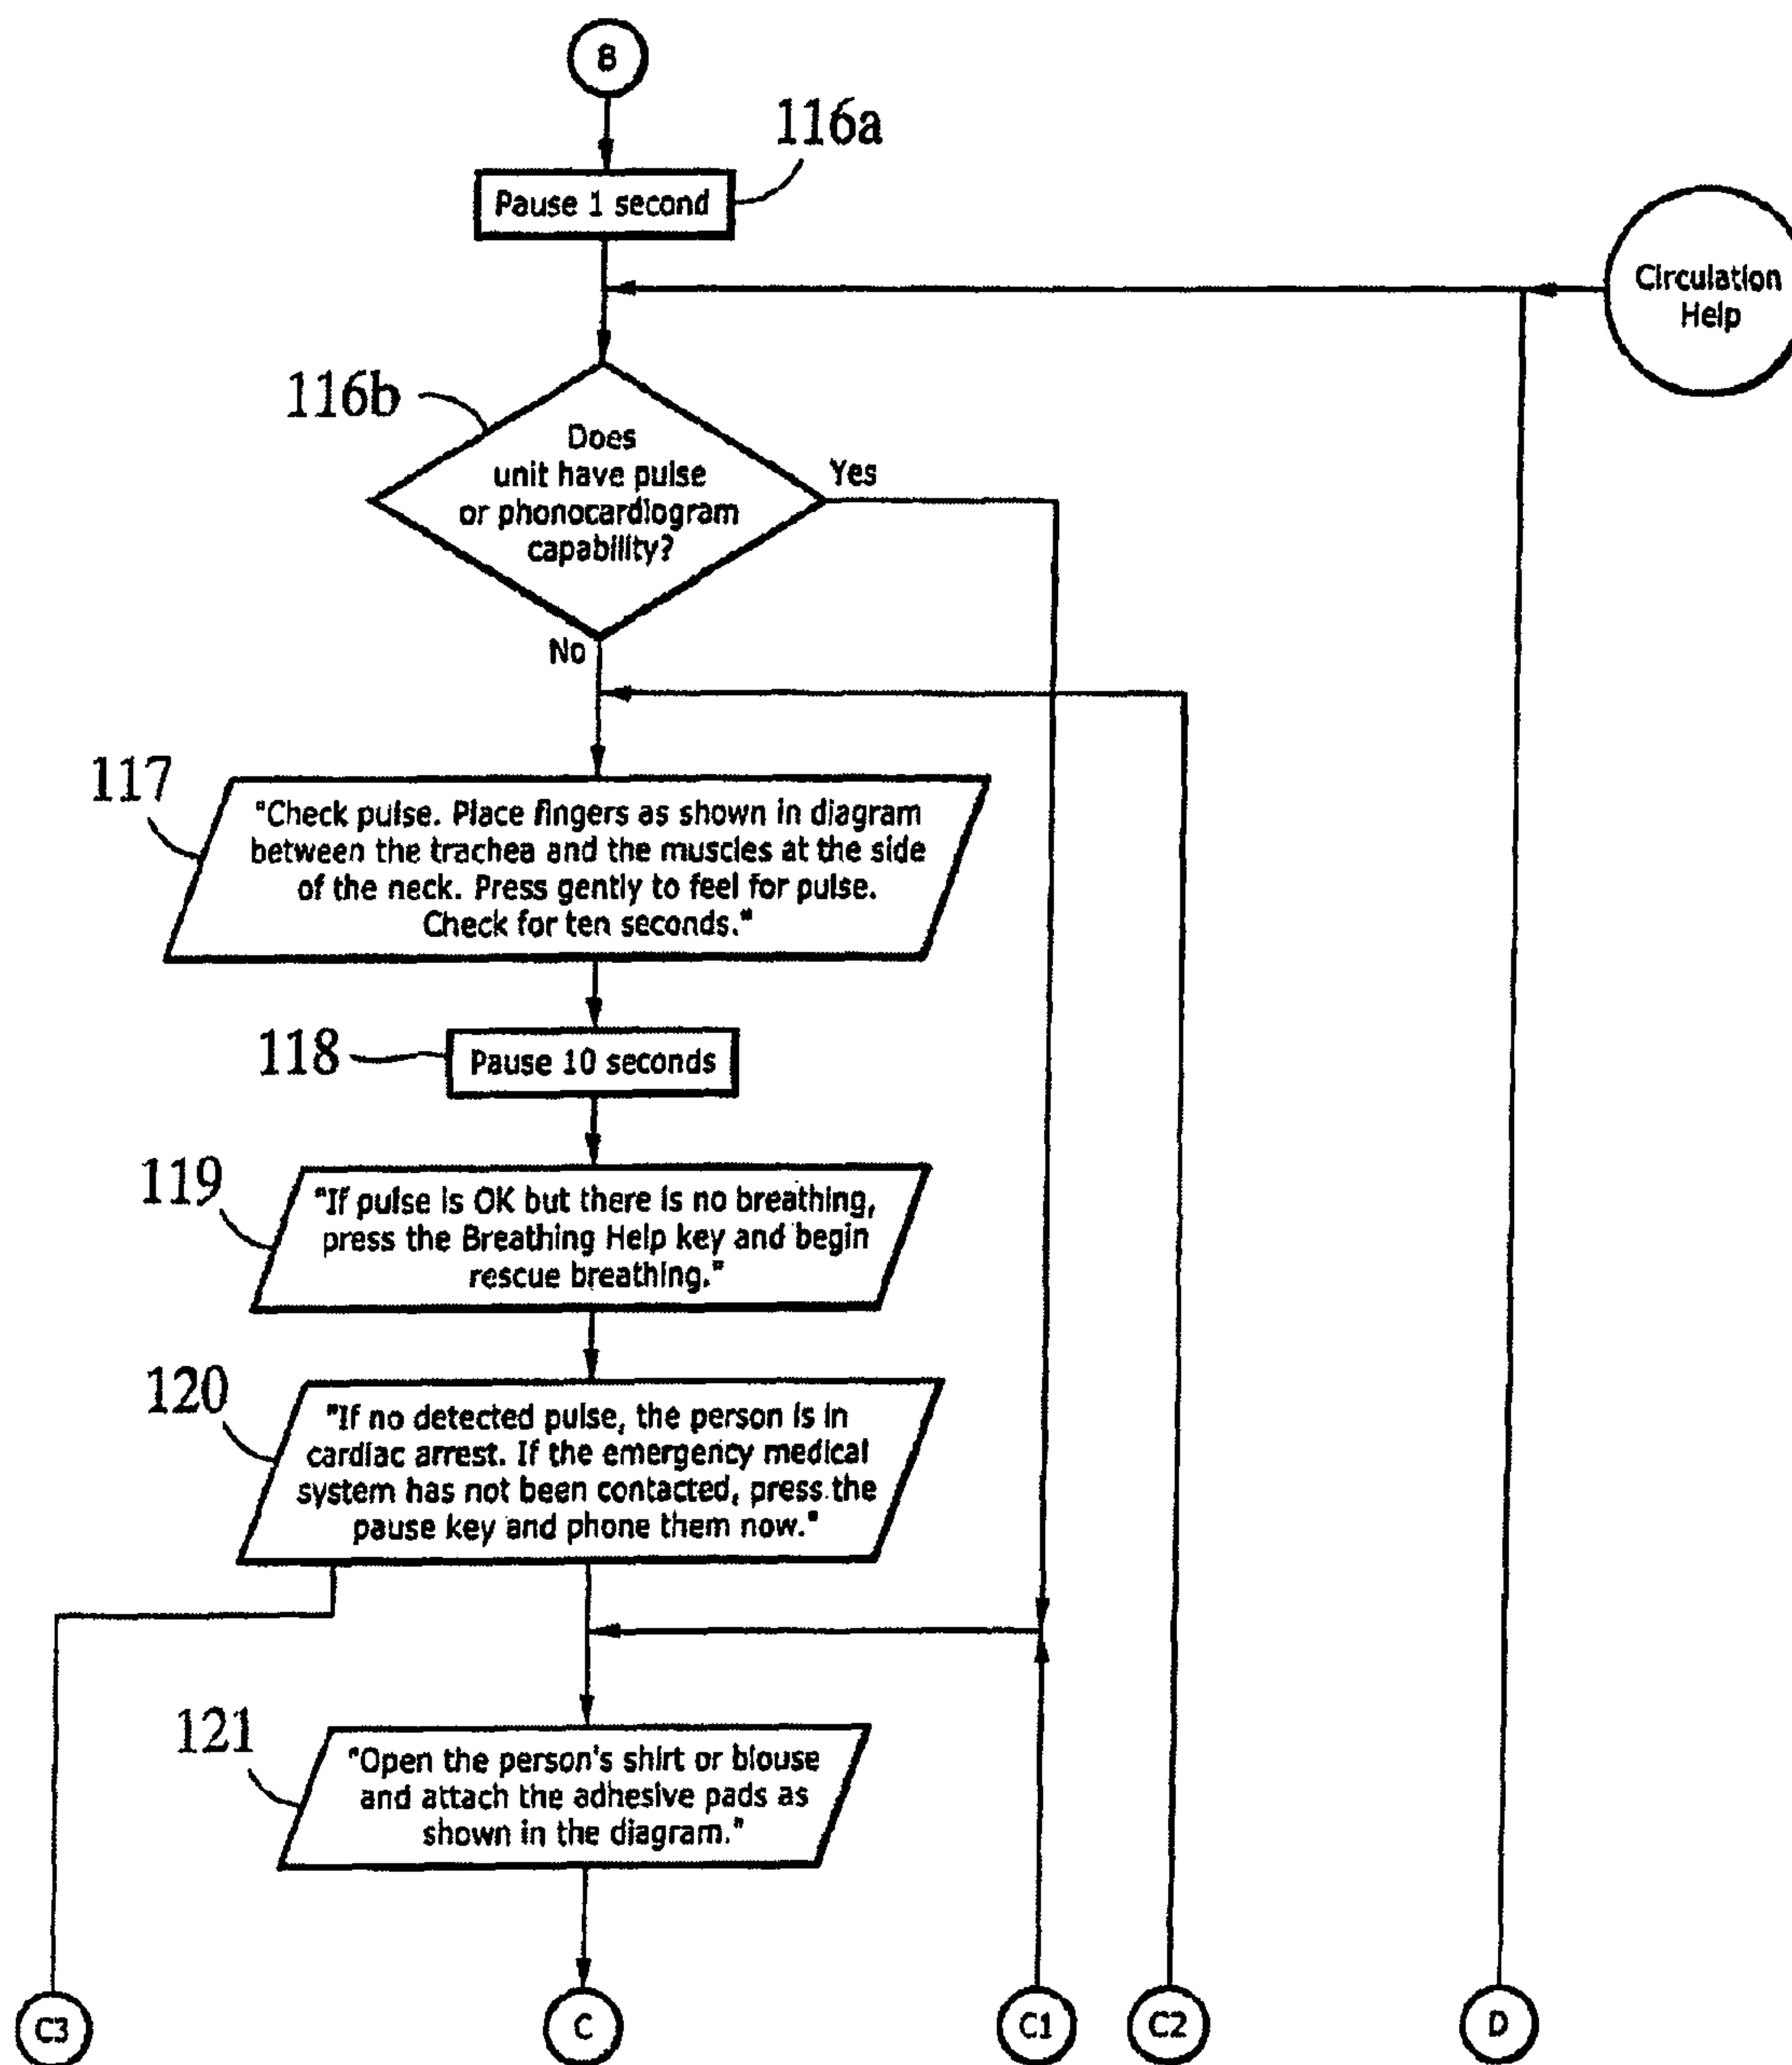 B
116a
Pause 1 second
Circulation
Help
116b
Does
unit have pulse
or phonocardiogram
capability?
Yes
No
117
"Check pulse. Place fingers as shown in diagram
between the trachea and the muscles at the side
of the neck. Press gently to feel for pulse.
Check for ten seconds."
118
Pause 10 seconds
119
"If pulse is OK but there is no breathing,
press the Breathing Help key and begin
rescue breathing."
120
"If no detected pulse, the person is in
cardiac arrest. If the emergency medical
system has not been contacted, press the
pause key and phone them now."
121
"Open the person's shirt or blouse
and attach the adhesive pads as
shown in the diagram."
C3
C
C1
C2
D